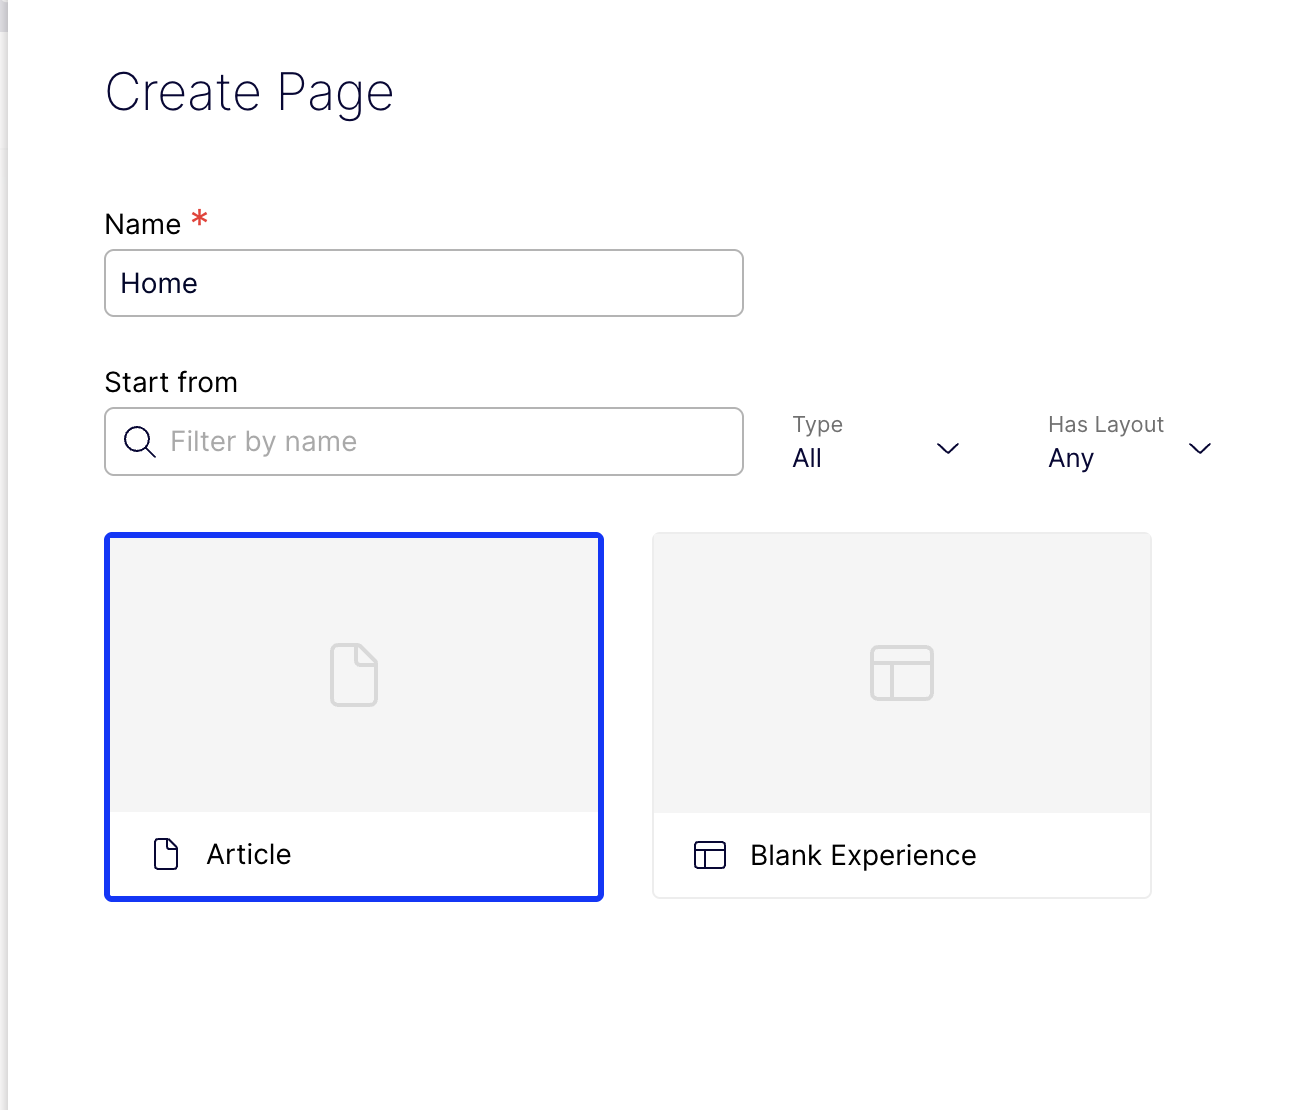 Create Page
Name *
Home
Start from
Filter by name
Type
All
Has Layout
Any
Article
Blank Experience